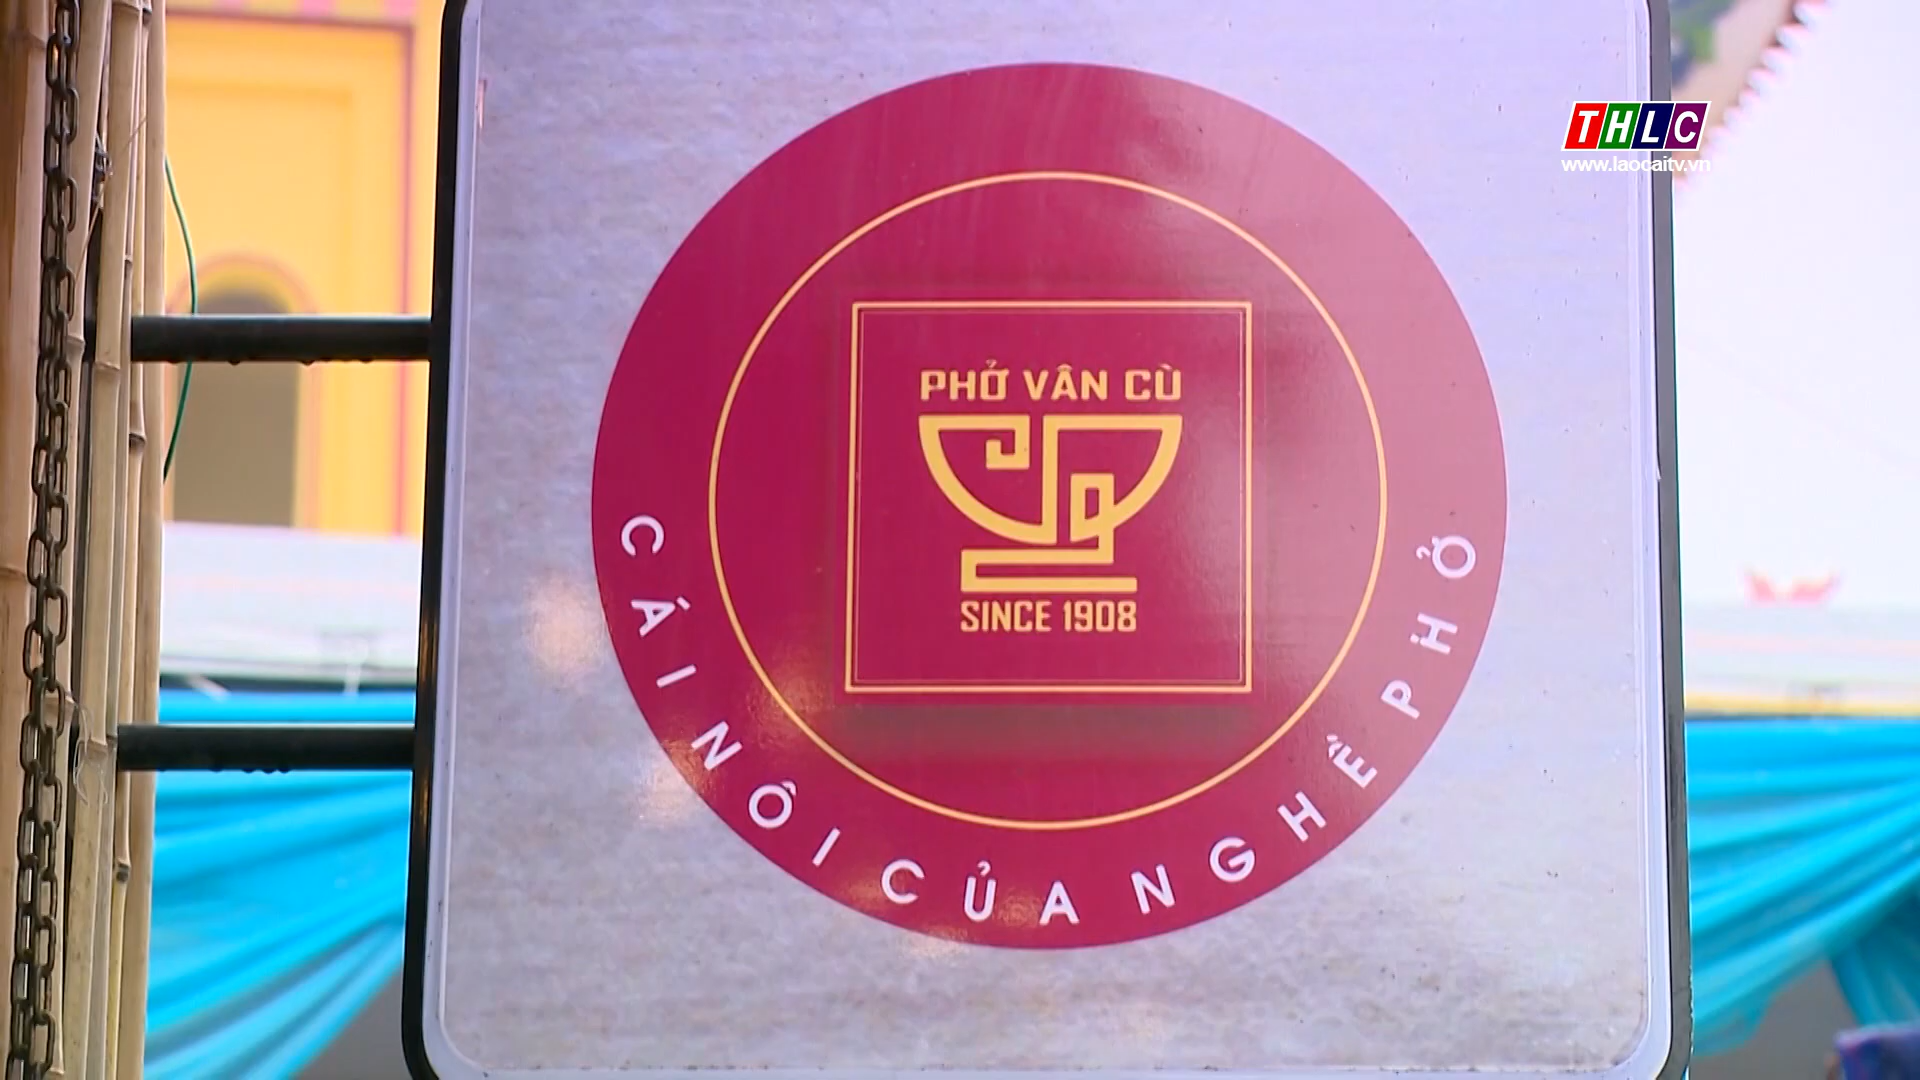 THLC
www.laocaitv.vn
PHỞ VÂN CÙ
SINCE 1908
CÁI NÔI CỦA NGHỀ PHỞ